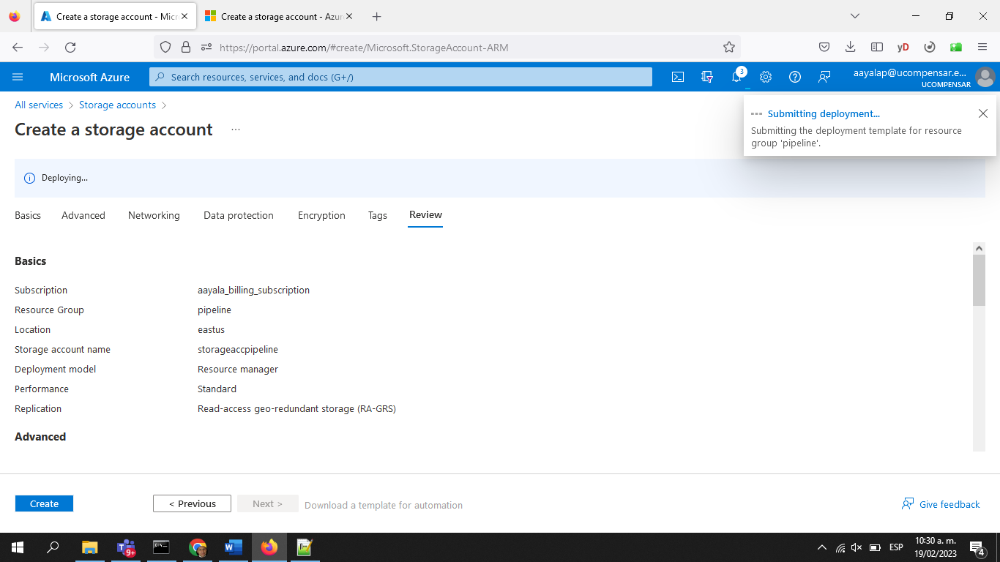 Create a storage account - Micr
Create a storage account - Azur
https://portal.azure.com/#create/Microsoft.StorageAccount-ARM
yD
Microsoft Azure
Search resources, services, and docs (G+/)
3
aayalap@ucompensar.e...
UCOMPENSAR
All services
Storage accounts
Create a storage account
...
Submitting deployment...
Submitting the deployment template for resource
group 'pipeline'.
Deploying...
Basics Advanced Networking Data protection Encryption Tags Review
Basics
Subscription aayala_billing_subscription
Resource Group pipeline
Location eastus
Storage account name storageaccpipeline
Deployment model Resource manager
Performance Standard
Replication Read-access geo-redundant storage (RA-GRS)
Advanced
Create < Previous Next > Download a template for automation Give feedback
9+
ESP
10:30 a. m.
19/02/2023
4